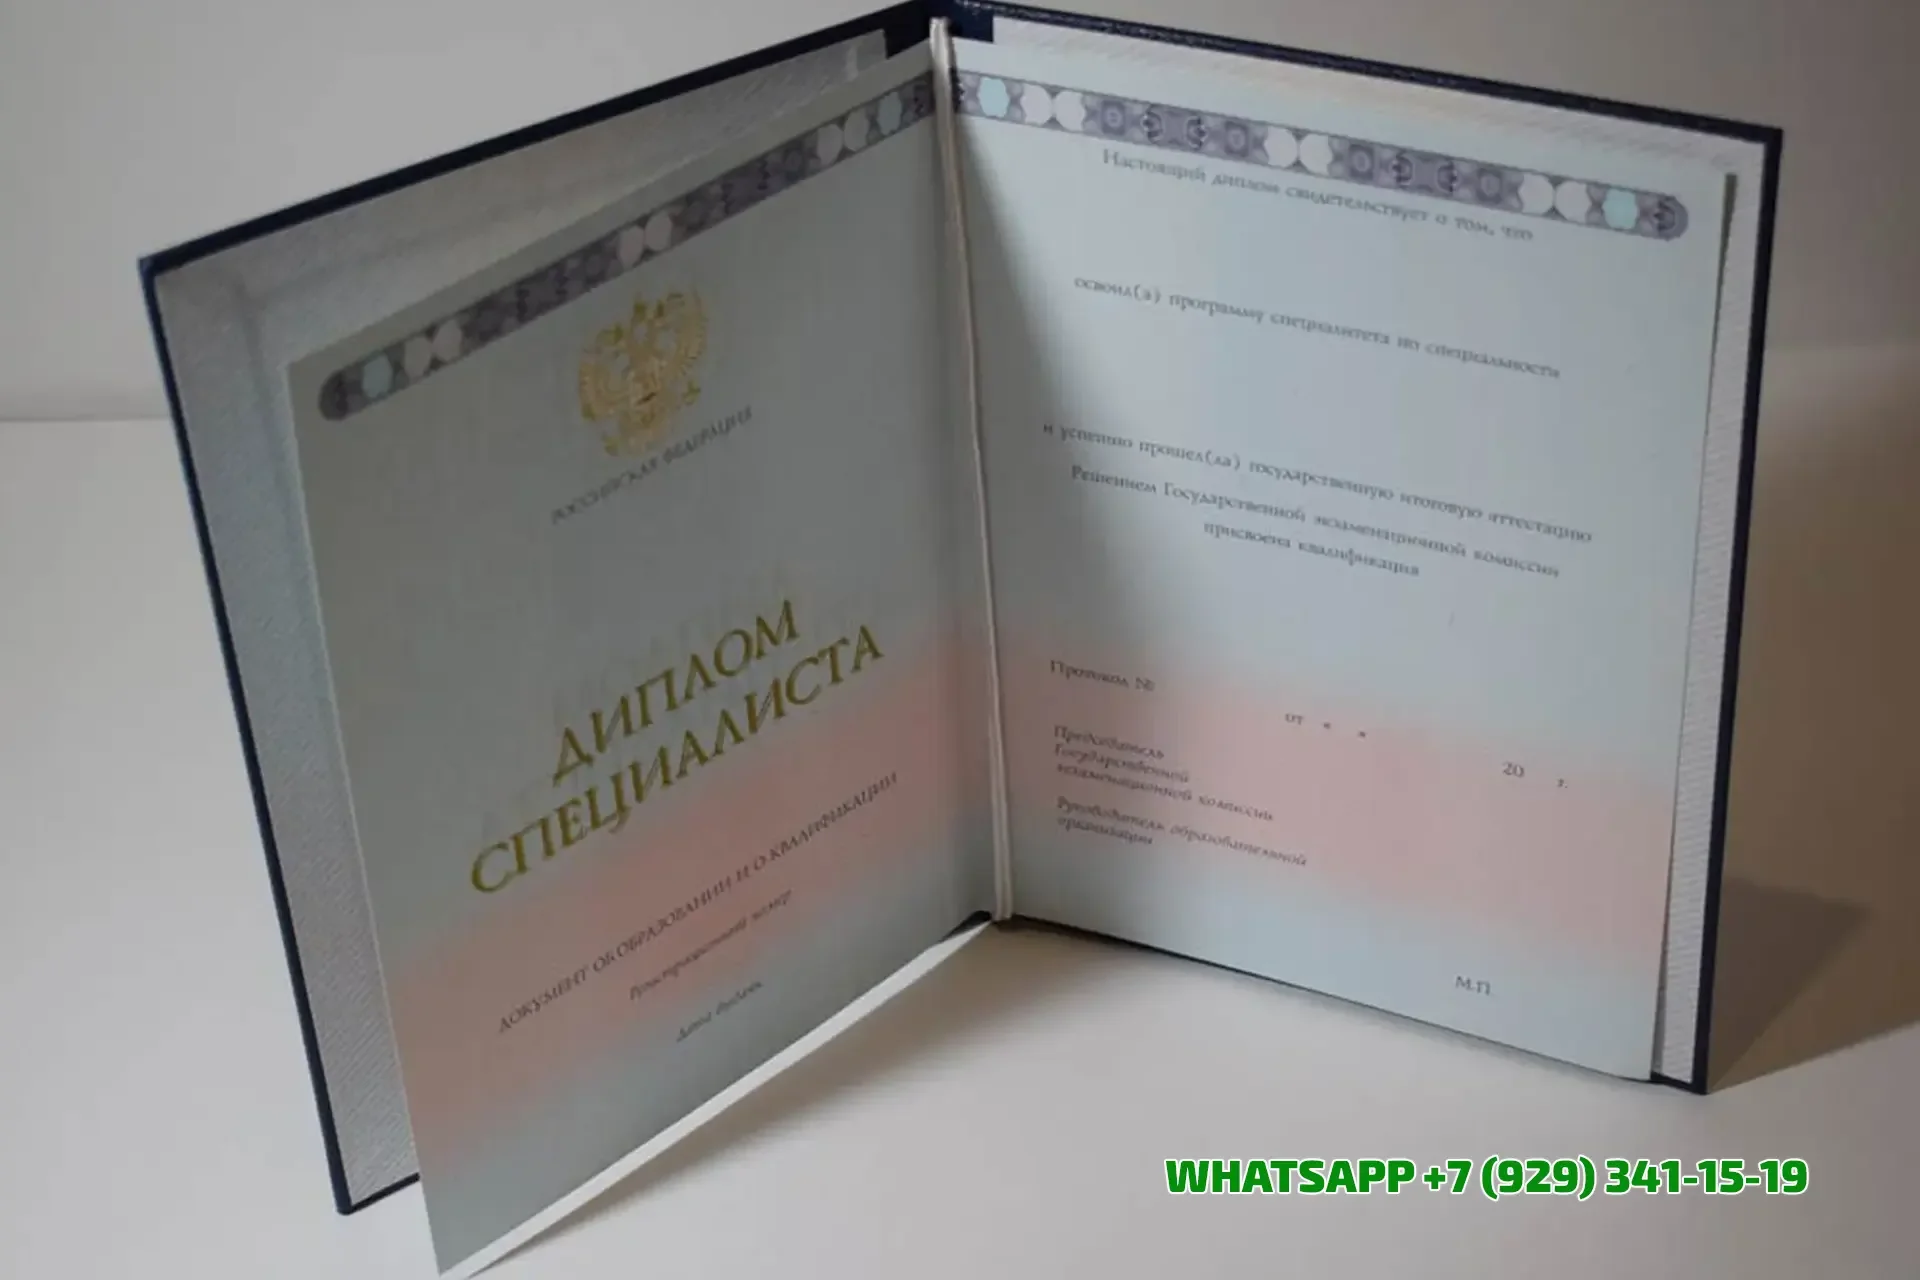 РОССИЙСКАЯ ФЕДЕРАЦИЯ
ДИПЛОМ
СПЕЦИАЛИСТА
ДОКУМЕНТ ОБ ОБРАЗОВАНИИ И О КВАЛИФИКАЦИИ
Регистрационный номер
Дата выдачи
Настоящий диплом свидетельствует о том, что
освоил(а) программу специалитета по специальности
и успешно прошел(ла) государственную итоговую аттестацию
Решением Государственной экзаменационной комиссии
присвоена квалификация
Протокол №
от « »
20 г.
Председатель
Государственной
экзаменационной комиссии
Руководитель образовательной
организации
М.П.
WHATSAPP +7 (929) 341-15-19